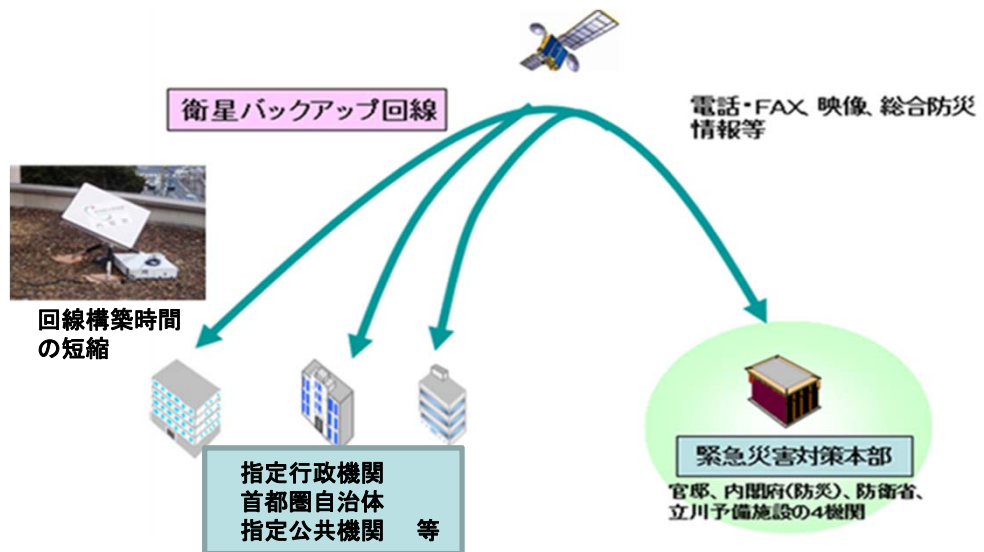 衛星バックアップ回線
電話・FAX、映像、総合防災
情報等
回線構築時間
の短縮
指定行政機関
首都圏自治体
指定公共機関　等
緊急災害対策本部
官邸、内閣府(防災)、防衛省、
立川予備施設の4機関